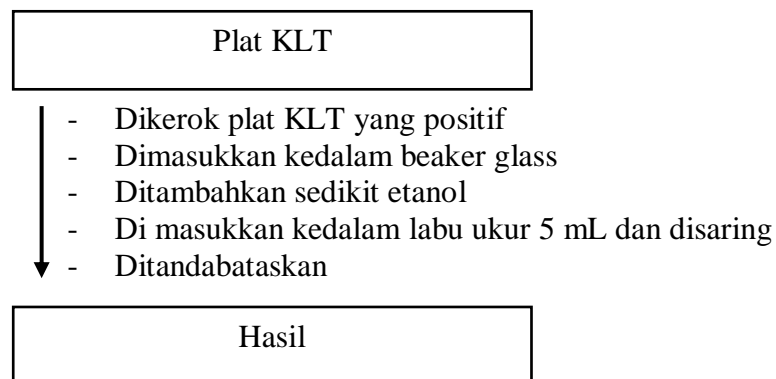 Plat KLT
- Dikerok plat KLT yang positif
- Dimasukkan kedalam beaker glass
- Ditambahkan sedikit etanol
- Di masukkan kedalam labu ukur 5 mL dan disaring
- Ditandabataskan
Hasil